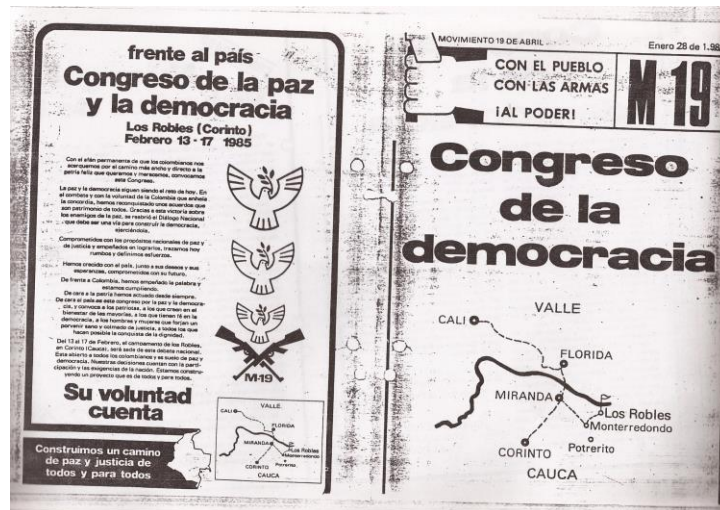 frente al país
Congreso de la paz
y la democracia
Los Robles (Corinto)
Febrero 13-17 1985
Con el afán permanente de que los colombianos nos
acerquemos por el camino más ancho y directo a la
patria feliz que queremos y merecemos, convocamos
este Congreso.
La paz y la democracia siguen siendo el reto de hoy. En
el combate y con la voluntad de la Colombia que anhela
la concordia, hemos reconquistado unos acuerdos que
son patrimonio de todos. Gracias a esta victoria sobre
los enemigos de la paz, se reabrió el Diálogo Nacional
que debe ser una vía para construir la democracia,
ejerciéndola.
Comprometidos con los propósitos nacionales de paz y
de justicia y empeñados en lograrlos, trazamos hoy
rumbos y definimos esfuerzos.
Hemos crecido con el país, junto a sus deseos y sus
esperanzas, comprometidos con su futuro.
De frente a Colombia, hemos empeñado la palabra y
estamos cumpliendo.
De cara a la patria hemos actuado desde siempre.
De cara al país es este congreso por la paz y la democra-
cia, y convoca a los patriotas, a los que creen en el
bienestar de las mayorías, a los que tienen fé en la
democracia, a los hombres y mujeres que forjan un
porvenir sano y colmado de justicia, a todos los que
hacen posible la conquista de la dignidad.
Del 13 al 17 de Febrero, el campamento de los Robles,
en Corinto (Cauca), será sede de este debate nacional.
Está abierto a todos los colombianos y es suelo de paz y
democracia. Nuestras decisiones cuentan con la parti-
cipación y las exigencias de la nación. Estamos constru-
yendo un proyecto que es de todos y para todos.
M-19
Su voluntad
cuenta
VALLE
CALI
FLORIDA
MIRANDA
Los Robles
Monterredondo
Potrerito
CORINTO
CAUCA
Construimos un camino
de paz y justicia de
todos y para todos
MOVIMIENTO 19 DE ABRIL
Enero 28 de 1.98
CON EL PUEBLO
CON LAS ARMAS
¡AL PODER!
M 19
Congreso
de la
democracia
VALLE
CALI
FLORIDA
MIRANDA
Los Robles
Monterredondo
Potrerito
CORINTO
CAUCA